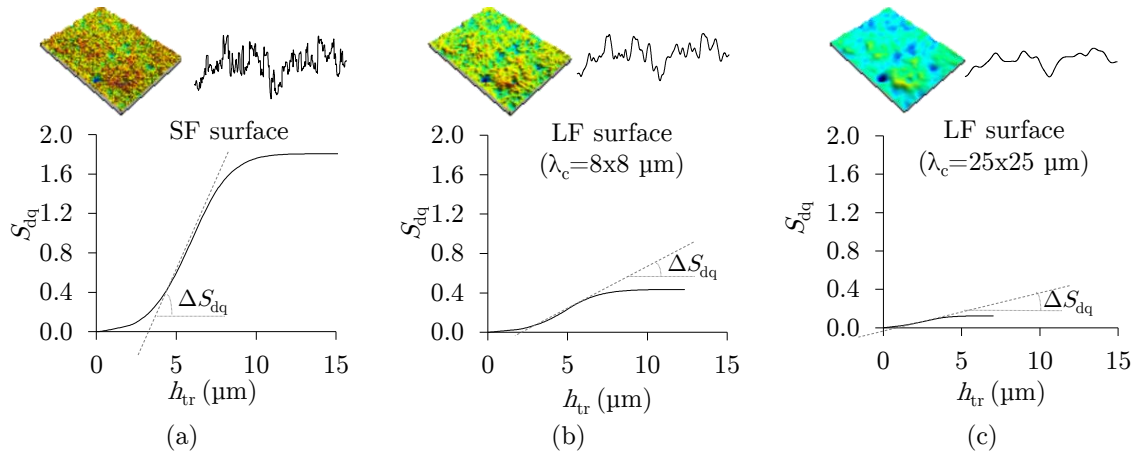 SF surface
2.0
1.6
1.2
0.8
0.4
0.0
S_dq
ΔS_dq
0 5 10 15
h_tr (µm)
(a)
LF surface
(λ_c=8x8 µm)
2.0
1.6
1.2
0.8
0.4
0.0
S_dq
ΔS_dq
0 5 10 15
h_tr (µm)
(b)
LF surface
(λ_c=25x25 µm)
2.0
1.6
1.2
0.8
0.4
0
S_dq
ΔS_dq
0 5 10 15
h_tr (µm)
(c)